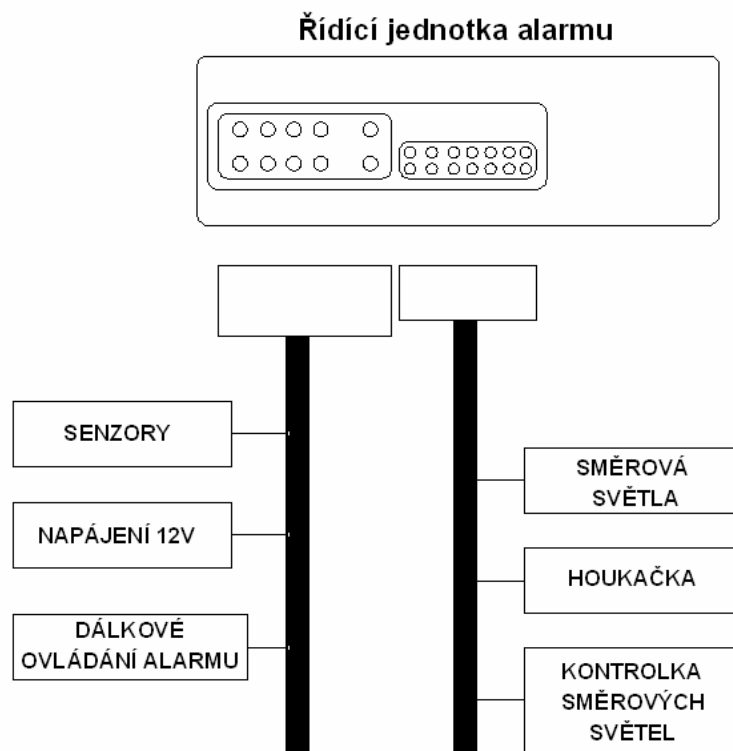 Řídící jednotka alarmu
SENZORY
NAPÁJENÍ 12V
DÁLKOVÉ
OVLÁDÁNÍ ALARMU
SMĚROVÁ
SVĚTLA
HOUKAČKA
KONTROLKA
SMĚROVÝCH
SVĚTEL